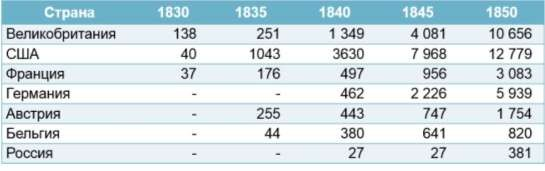 Страна 1830 1835 1840 1845 1850
Великобритания 138 251 1 349 4 081 10 656
США 40 1043 3630 7 968 12 779
Франция 37 176 497 956 3 083
Германия - - 462 2 226 5 939
Австрия - 255 443 747 1 754
Бельгия - 44 380 641 820
Россия - - 27 27 381